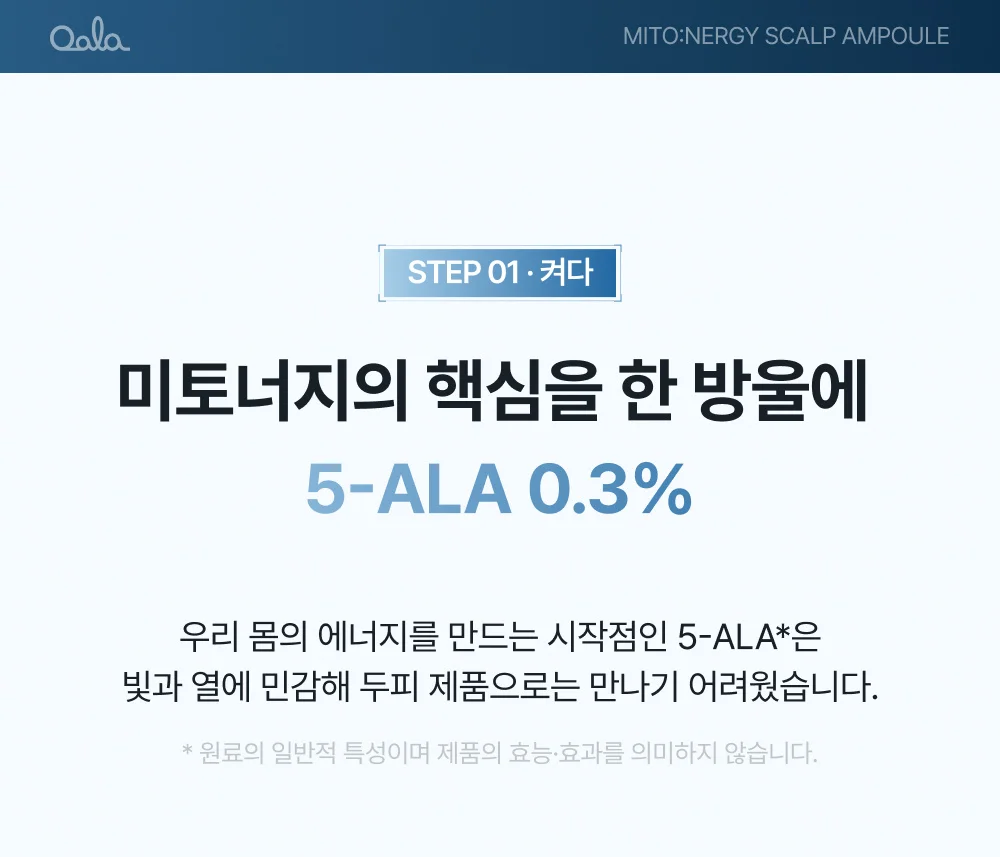 Qala
MITO:NERGY SCALP AMPOULE
STEP 01 · 켜다
미토너지의 핵심을 한 방울에
5-ALA 0.3%
우리 몸의 에너지를 만드는 시작점인 5-ALA*은
빛과 열에 민감해 두피 제품으로는 만나기 어려웠습니다.
* 원료의 일반적 특성이며 제품의 효능·효과를 의미하지 않습니다.